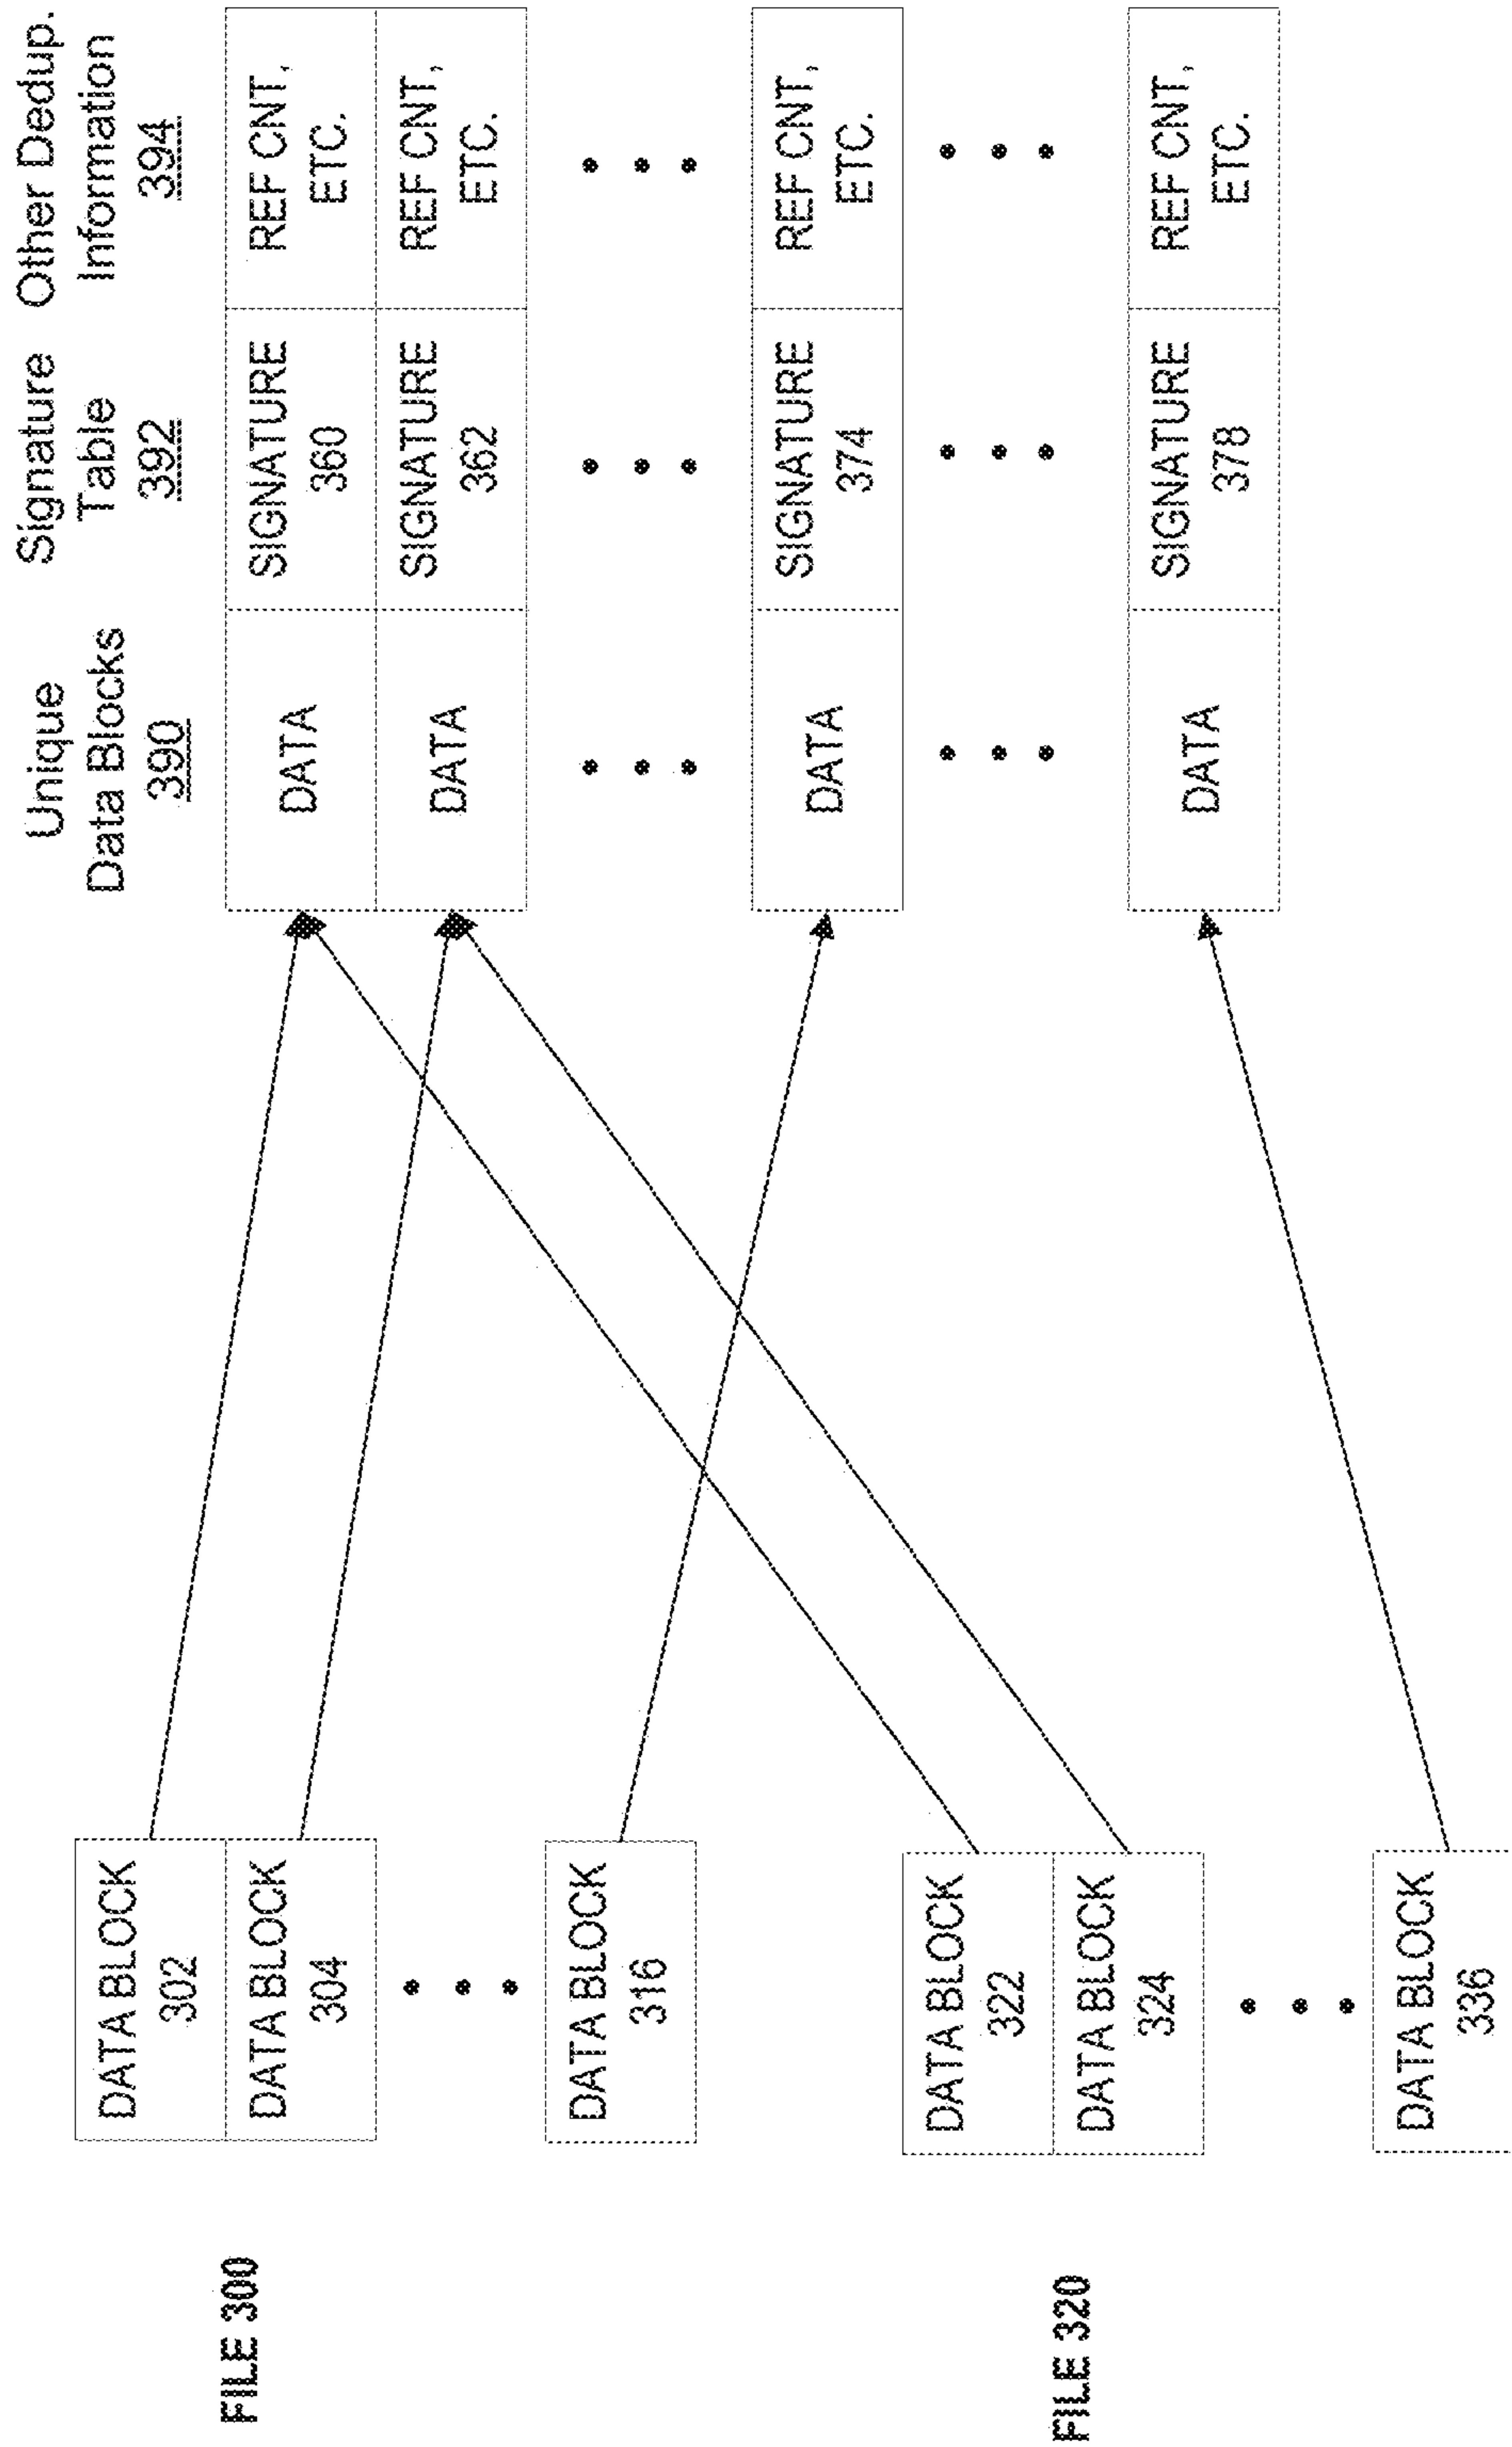 Unique
Data Blocks
390
Signature
Table
392
Other Dedup.
Information
394
FILE 300
DATA BLOCK
302
DATA BLOCK
304
DATA BLOCK
316
FILE 320
DATA BLOCK
322
DATA BLOCK
324
DATA BLOCK
336
DATA
SIGNATURE
360
REF CNT,
ETC.
DATA
SIGNATURE
362
REF CNT,
ETC.
DATA
SIGNATURE
374
REF CNT,
ETC.
DATA
SIGNATURE
378
REF CNT,
ETC.